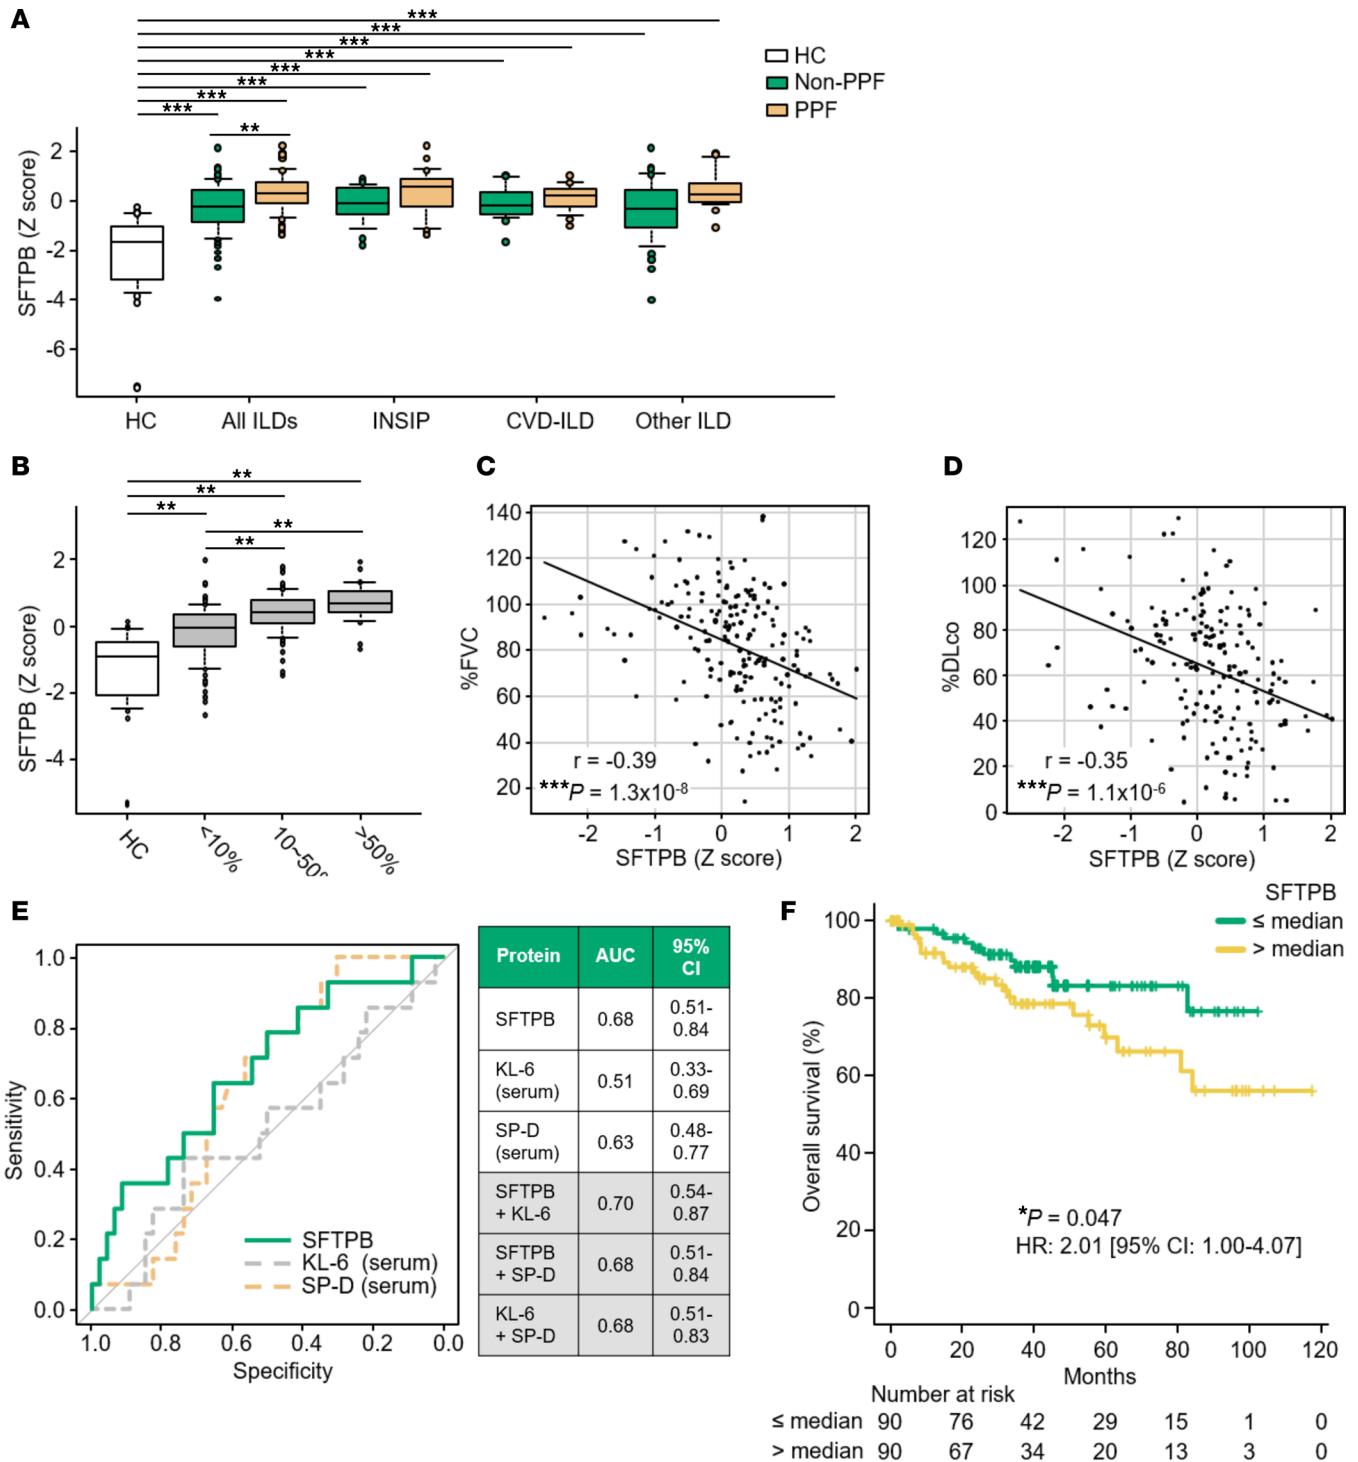 A
***
***
***
***
***
***
***
***
**
HC
Non-PPF
PPF
SFTPB (Z score)
2
0
-2
-4
-6
HC
All ILDs
INSIP
CVD-ILD
Other ILD
B
**
**
**
**
**
SFTPB (Z score)
2
0
-2
-4
HC
<10%
10~50%
>50%
C
%FVC
140
120
100
80
60
40
20
r = -0.39
***P = 1.3x10-8
-2
-1
0
1
2
SFTPB (Z score)
D
%DLco
120
100
80
60
40
20
0
r = -0.35
***P = 1.1x10-6
-2
-1
0
1
2
SFTPB (Z score)
E
Sensitivity
1.0
0.8
0.6
0.4
0.2
0.0
SFTPB
KL-6 (serum)
SP-D (serum)
1.0 0.8 0.6 0.4 0.2 0.0
Specificity
Protein AUC 95%
CI
SFTPB 0.68 0.51-
0.84
KL-6
(serum) 0.51 0.33-
0.69
SP-D
(serum) 0.63 0.48-
0.77
SFTPB
+ KL-6 0.70 0.54-
0.87
SFTPB
+ SP-D 0.68 0.51-
0.84
KL-6
+ SP-D 0.68 0.51-
0.83
F
SFTPB
≤ median
> median
Overall survival (%)
100
80
60
40
20
0
*P = 0.047
HR: 2.01 [95% CI: 1.00-4.07]
0 20 40 60 80 100 120
Months
Number at risk
≤ median 90 76 42 29 15 1 0
> median 90 67 34 20 13 3 0